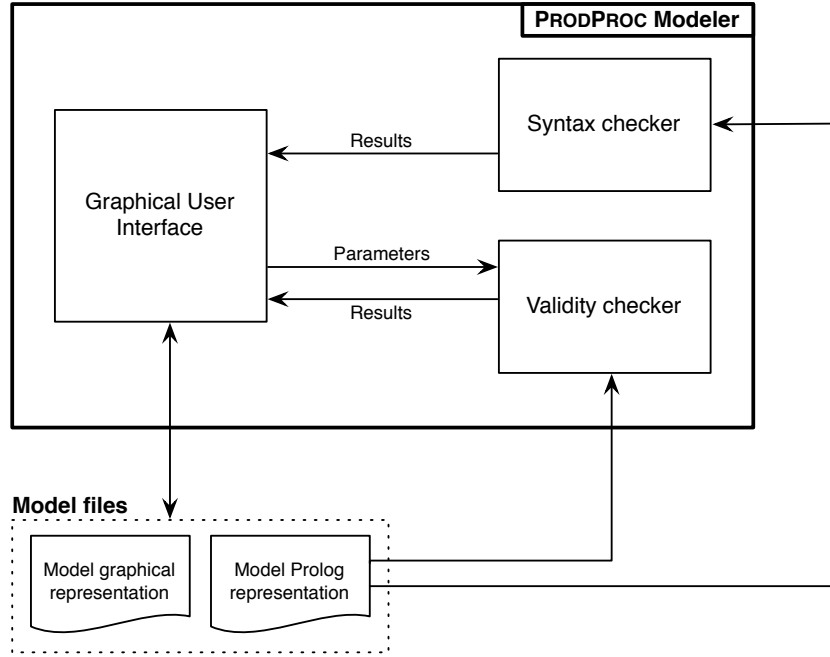 PRODPROC Modeler
Syntax checker
Results
Graphical User
Interface
Parameters
Results
Validity checker
Model files
Model graphical
representation
Model Prolog
representation